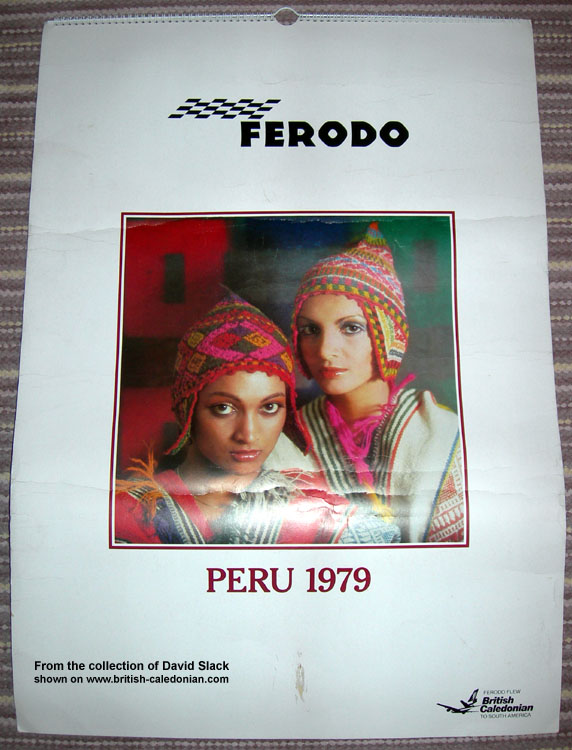 FERODO
PERU 1979
From the collection of David Slack
shown on www.british-caledonian.com
FERODO FLEW
British
Caledonian
TO SOUTH AMERICA